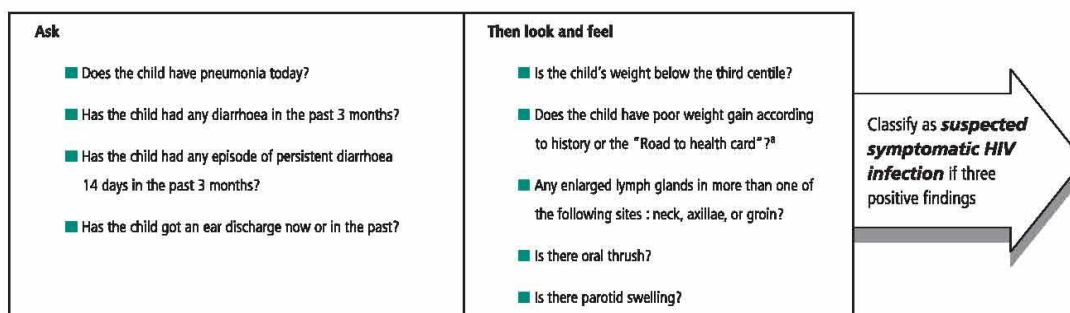 Ask
Does the child have pneumonia today?
Has the child had any diarrhoea in the past 3 months?
Has the child had any episode of persistent diarrhoea
14 days in the past 3 months?
Has the child got an ear discharge now or in the past?
Then look and feel
Is the child's weight below the third centile?
Does the child have poor weight gain according
to history or the "Road to health card"?a
Any enlarged lymph glands in more than one of
the following sites : neck, axillae, or groin?
Is there oral thrush?
Is there parotid swelling?
Classify as suspected
symptomatic HIV
infection if three
positive findings